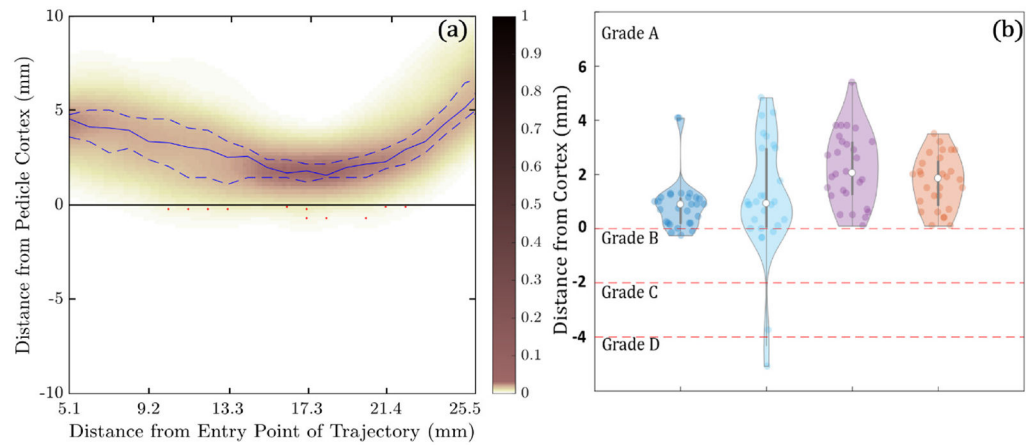 (a)
10
5
0
-5
-10
5.1 9.2 13.3 17.3 21.4 25.5
Distance from Pedicle Cortex (mm)
Distance from Entry Point of Trajectory (mm)
1
0.9
0.8
0.7
0.6
0.5
0.4
0.3
0.2
0.1
0
(b)
Distance from Cortex (mm)
6
4
2
0
-2
-4
Grade A
Grade B
Grade C
Grade D